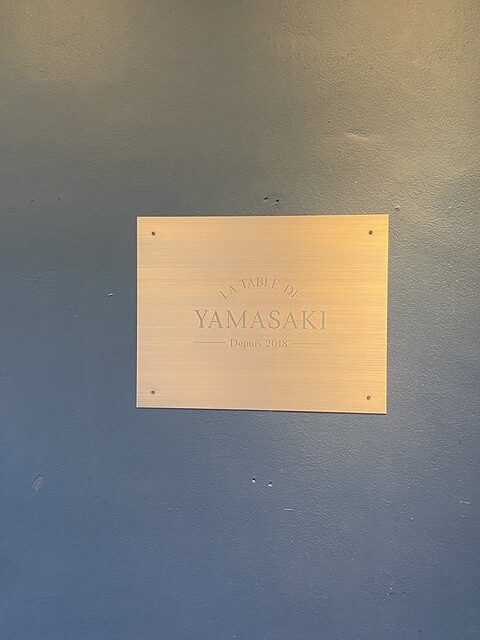 LA TABLE DE
YAMASAKI
Depuis 2018